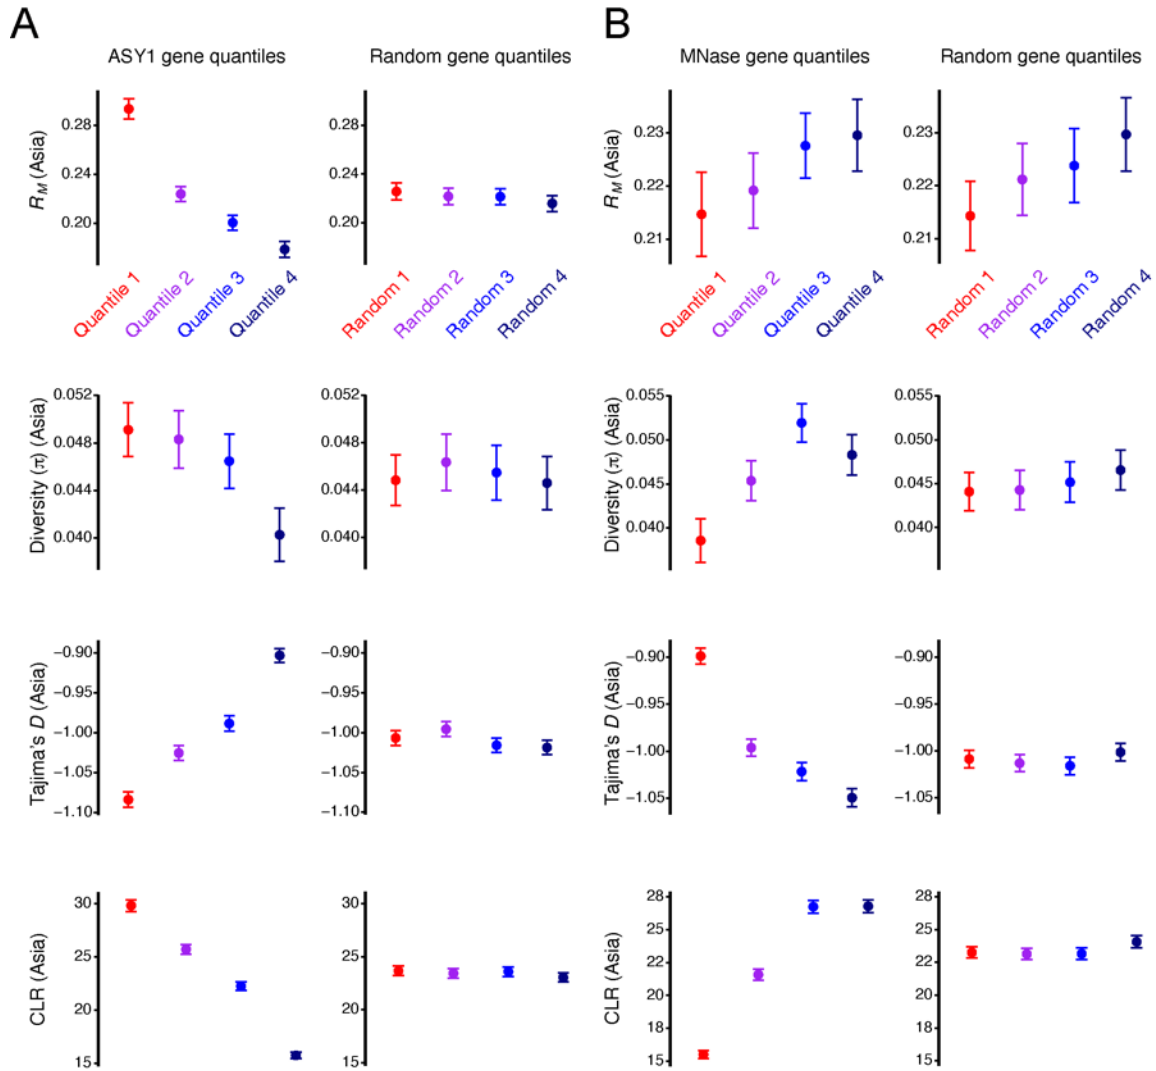 A
B
ASY1 gene quantiles
Random gene quantiles
MNase gene quantiles
Random gene quantiles
R_M (Asia)
0.28
0.24
0.20
0.28
0.24
0.20
R_M (Asia)
0.23
0.22
0.21
0.23
0.22
0.21
Quantile 1
Quantile 2
Quantile 3
Quantile 4
Random 1
Random 2
Random 3
Random 4
Quantile 1
Quantile 2
Quantile 3
Quantile 4
Random 1
Random 2
Random 3
Random 4
Diversity (π) (Asia)
0.052
0.048
0.044
0.040
0.052
0.048
0.044
0.040
Diversity (π) (Asia)
0.055
0.050
0.045
0.040
0.055
0.050
0.045
0.040
Tajima's D (Asia)
−0.90
−0.95
−1.00
−1.05
−1.10
−0.90
−0.95
−1.00
−1.05
−1.10
Tajima's D (Asia)
−0.90
−1.00
−1.05
−0.90
−1.00
−1.05
CLR (Asia)
30
25
20
15
30
25
20
15
CLR (Asia)
28
25
22
20
18
15
28
25
22
20
18
15